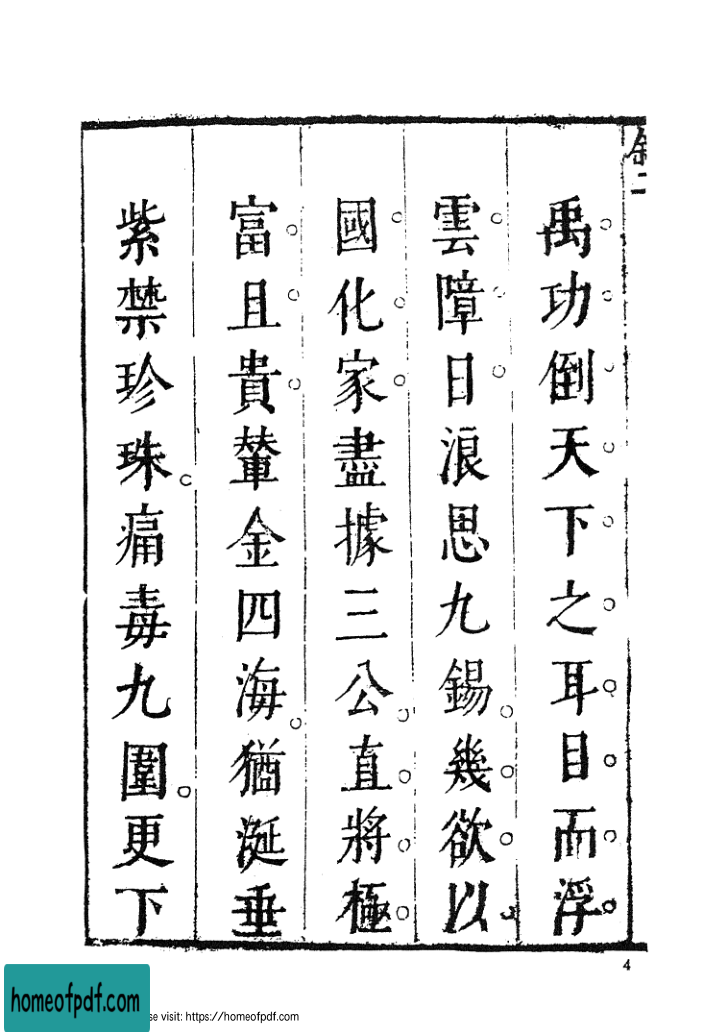 敘二
禹功倒天下之耳目而浮
雲障日浪思九錫幾欲以
國化家盡據三公直將極
富且貴輦金四海猶涎垂
紫禁珍珠痛毒九圍更下
4
homeofpdf.com
se visit: https://homeofpdf.com